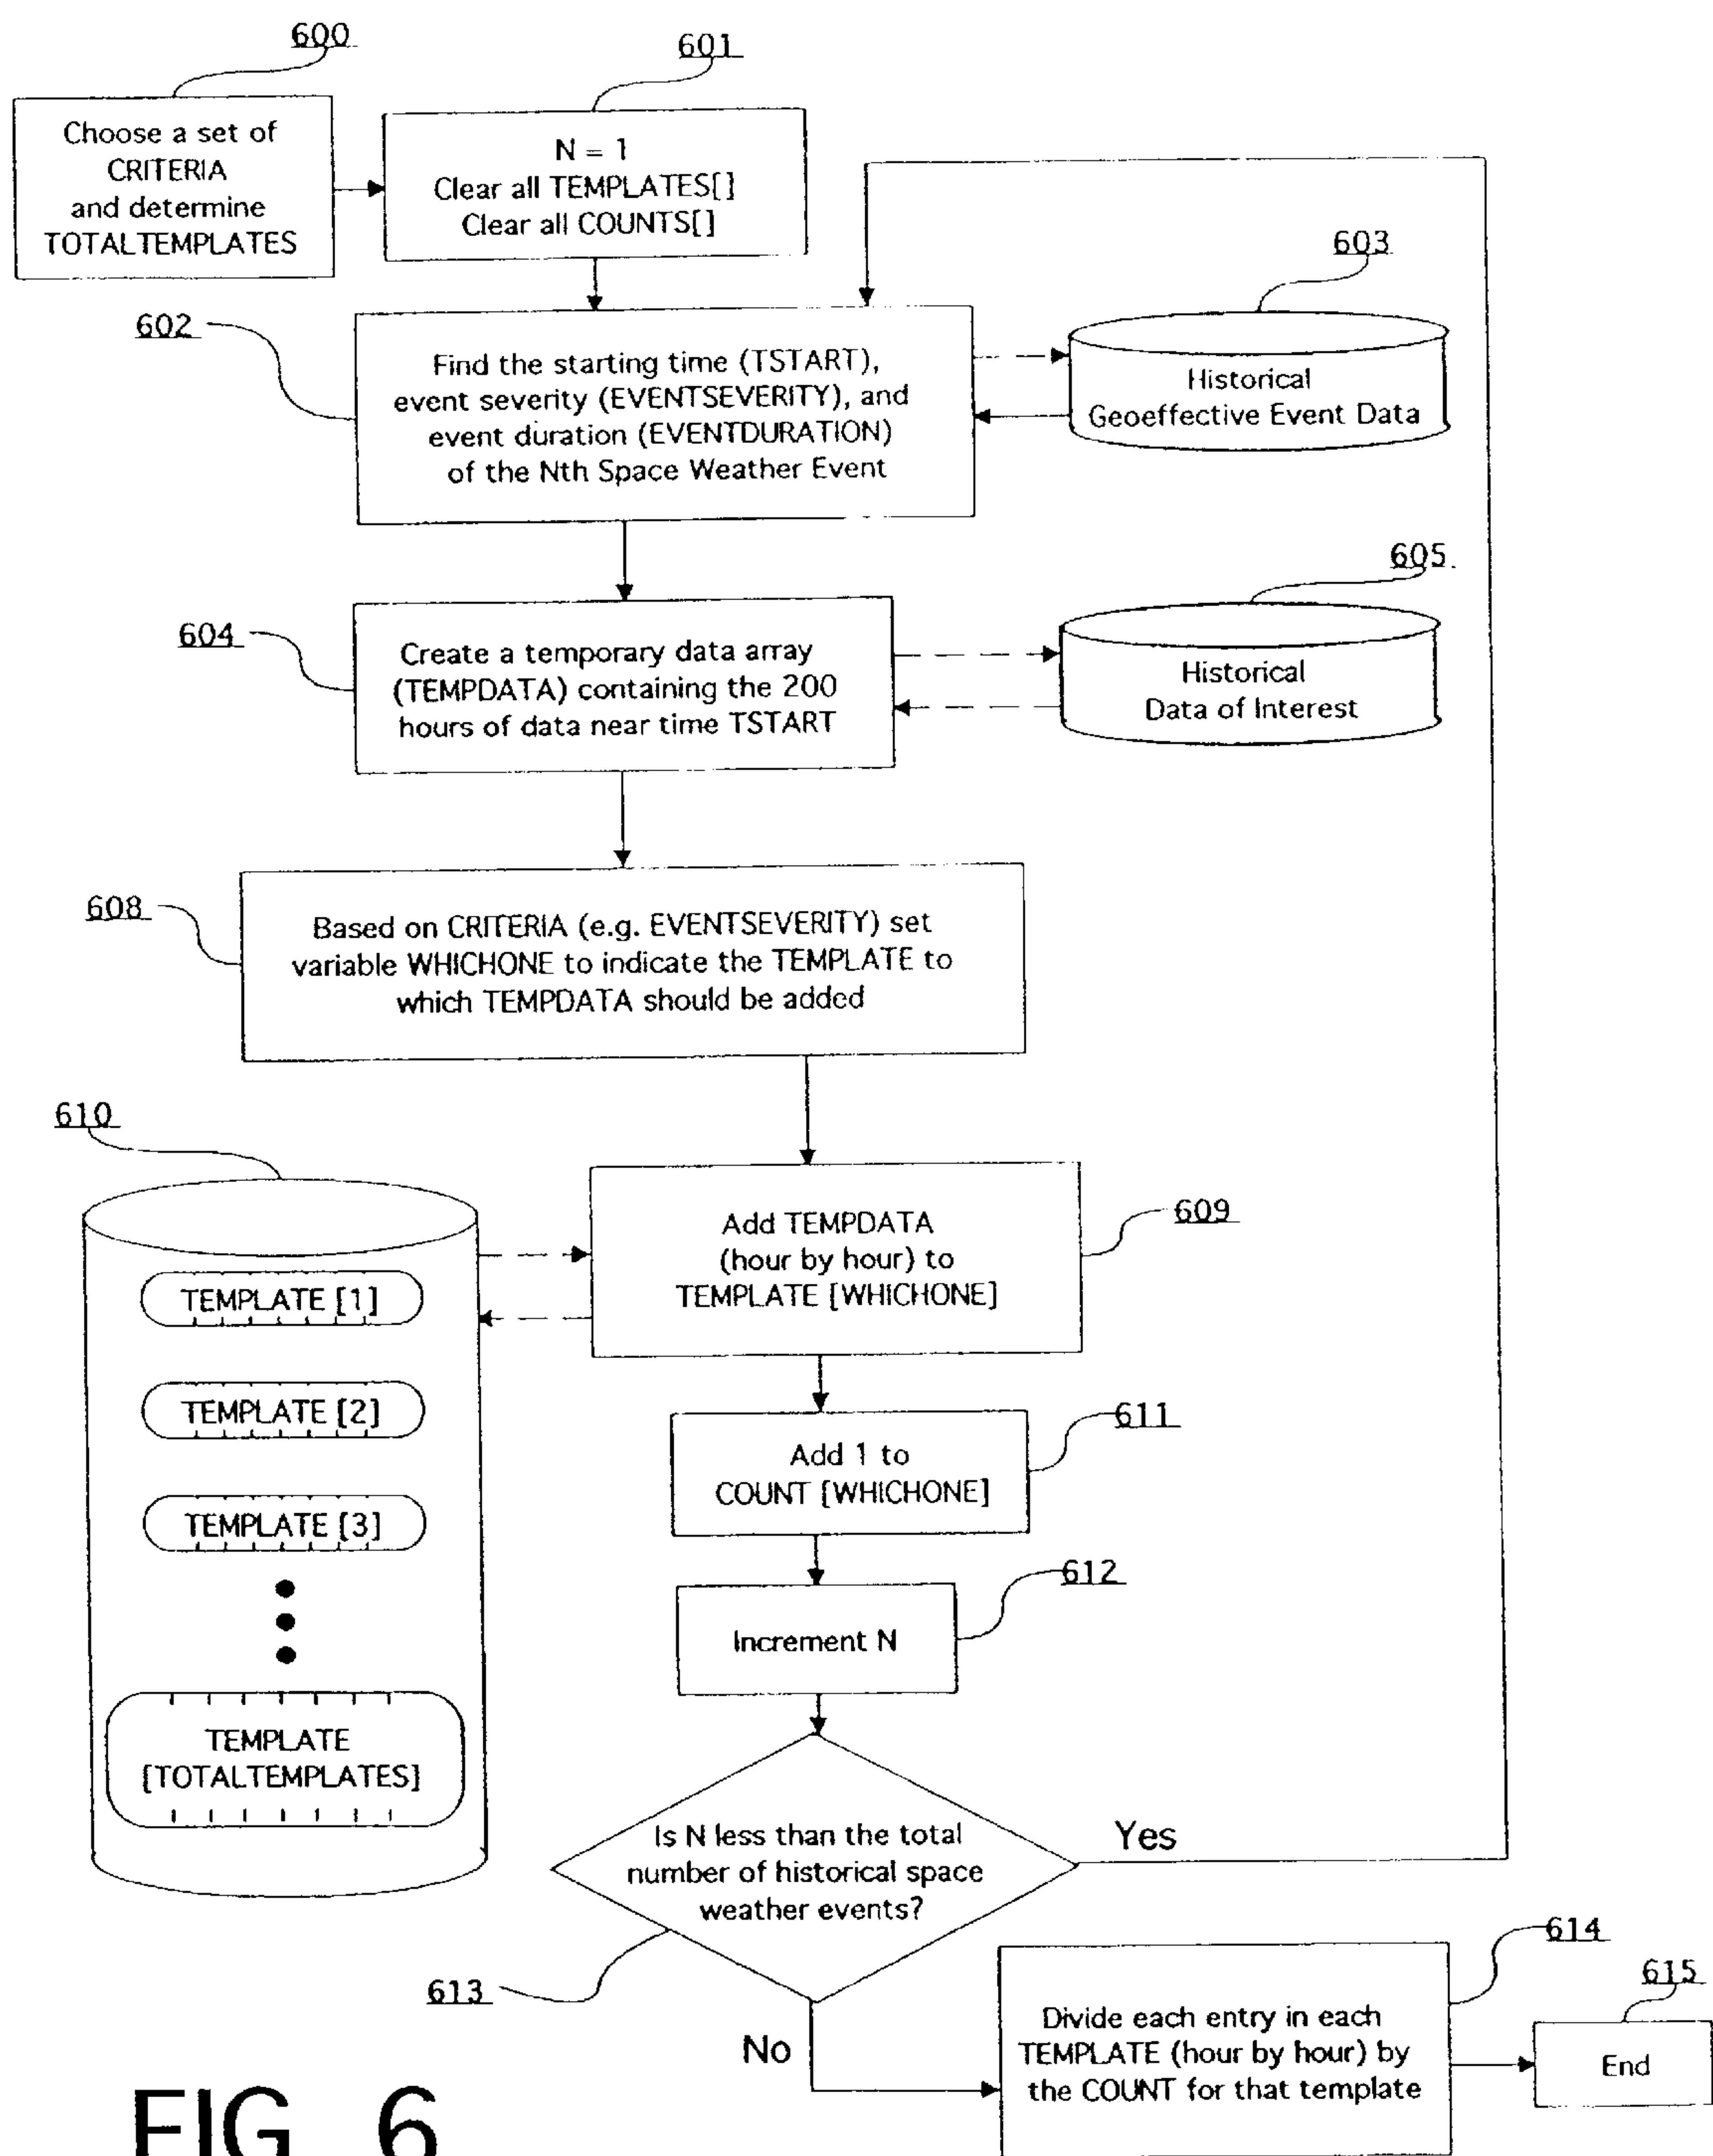 600
601
Choose a set of
CRITERIA
and determine
TOTALTEMPLATES
N = 1
Clear all TEMPLATES[]
Clear all COUNTS[]
603
602
Find the starting time (TSTART),
event severity (EVENTSEVERITY), and
event duration (EVENTDURATION)
of the Nth Space Weather Event
Historical
Geoeffective Event Data
605
604
Create a temporary data array
(TEMPDATA) containing the 200
hours of data near time TSTART
Historical
Data of Interest
608
Based on CRITERIA (e.g. EVENTSEVERITY) set
variable WHICHONE to indicate the TEMPLATE to
which TEMPDATA should be added
610
609
Add TEMPDATA
(hour by hour) to
TEMPLATE [WHICHONE]
TEMPLATE [1]
TEMPLATE [2]
TEMPLATE [3]
TEMPLATE
[TOTALTEMPLATES]
611
Add 1 to
COUNT [WHICHONE]
612
Increment N
Is N less than the total
number of historical space
weather events?
Yes
613
No
614
615
Divide each entry in each
TEMPLATE (hour by hour) by
the COUNT for that template
End
FIG 6